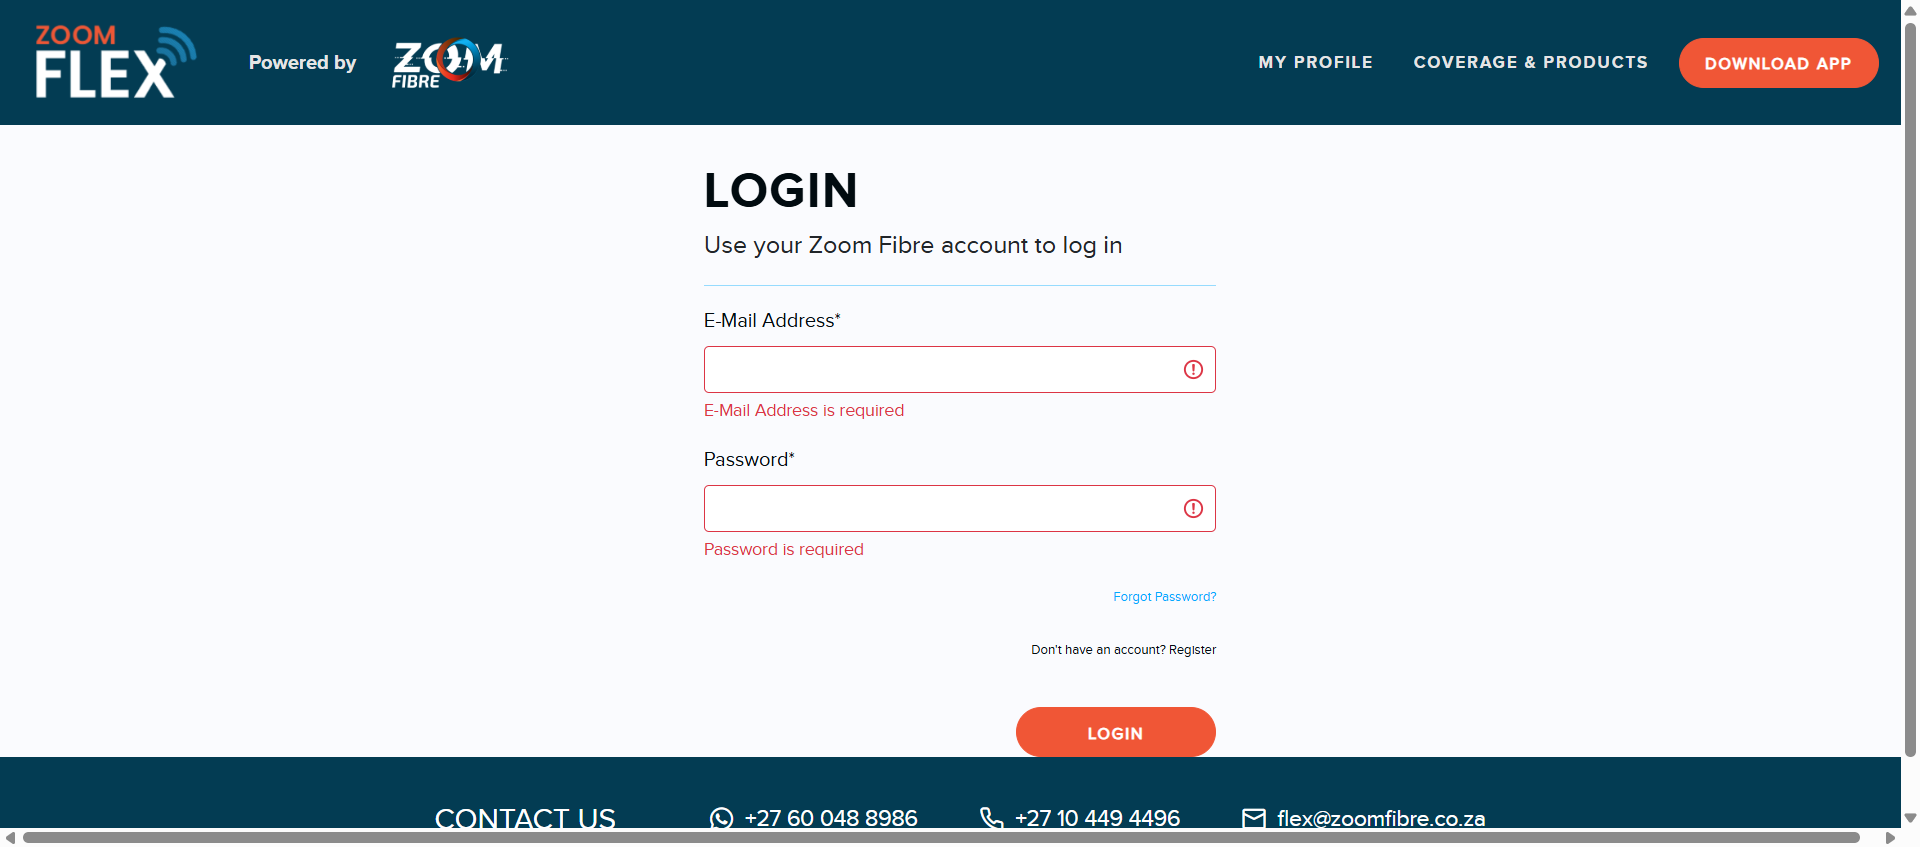 ZOOM
FLEX
Powered by
ZOOM
FIBRE
MY PROFILE
COVERAGE & PRODUCTS
DOWNLOAD APP
LOGIN
Use your Zoom Fibre account to log in
E-Mail Address*
E-Mail Address is required
Password*
Password is required
Forgot Password?
Don't have an account? Register
LOGIN
CONTACT US
+27 60 048 8986
+27 10 449 4496
flex@zoomfibre.co.za